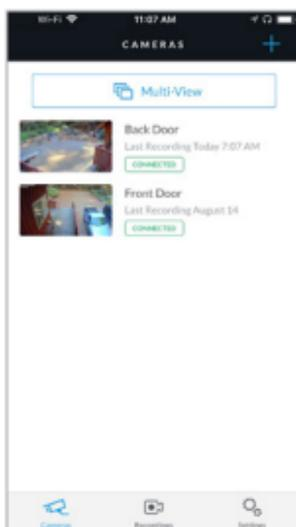 Wi-Fi 11:07 AM
CAMERAS
Multi-View
Back Door
Last Recording Today 7:07 AM
CONNECTED
Front Door
Last Recording August 14
CONNECTED
Cameras Recordings Settings